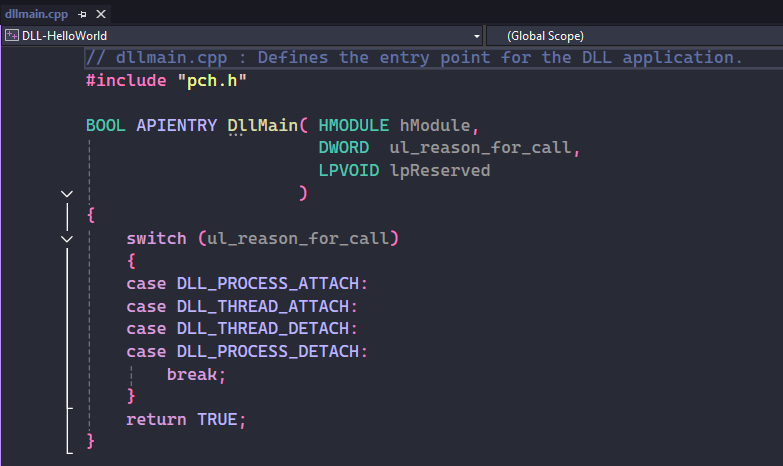 dllmain.cpp
DLL-HelloWorld (Global Scope)
// dllmain.cpp : Defines the entry point for the DLL application.
#include "pch.h"
BOOL APIENTRY DllMain( HMODULE hModule,
DWORD  ul_reason_for_call,
LPVOID lpReserved
)
{
switch (ul_reason_for_call)
{
case DLL_PROCESS_ATTACH:
case DLL_THREAD_ATTACH:
case DLL_THREAD_DETACH:
case DLL_PROCESS_DETACH:
break;
}
return TRUE;
}